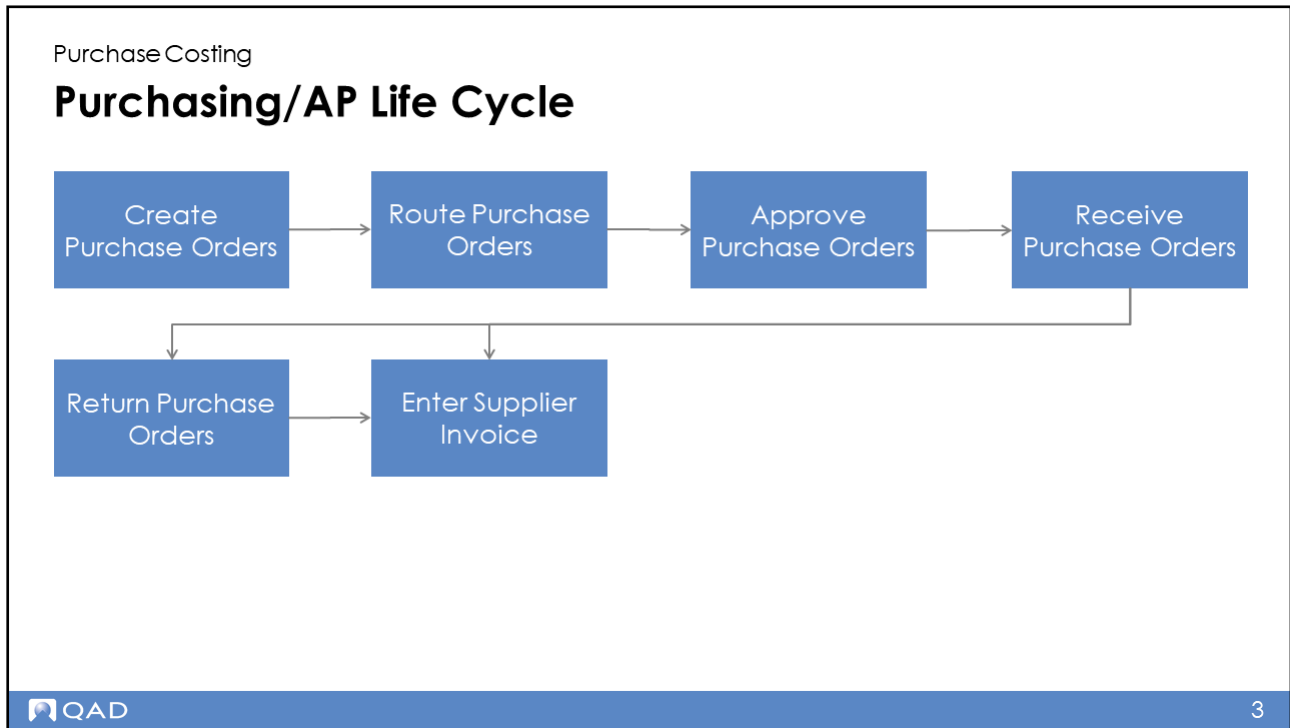 Purchase Costing
Purchasing/AP Life Cycle
Create
Purchase Orders
Route Purchase
Orders
Approve
Purchase Orders
Receive
Purchase Orders
Return Purchase
Orders
Enter Supplier
Invoice
QAD
3